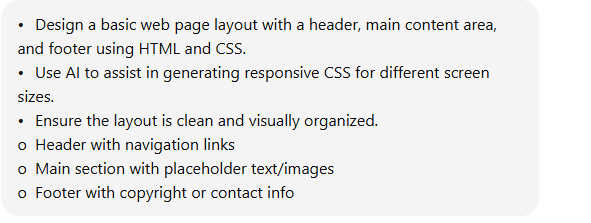 • Design a basic web page layout with a header, main content area,
and footer using HTML and CSS.
• Use AI to assist in generating responsive CSS for different screen
sizes.
• Ensure the layout is clean and visually organized.
o Header with navigation links
o Main section with placeholder text/images
o Footer with copyright or contact info